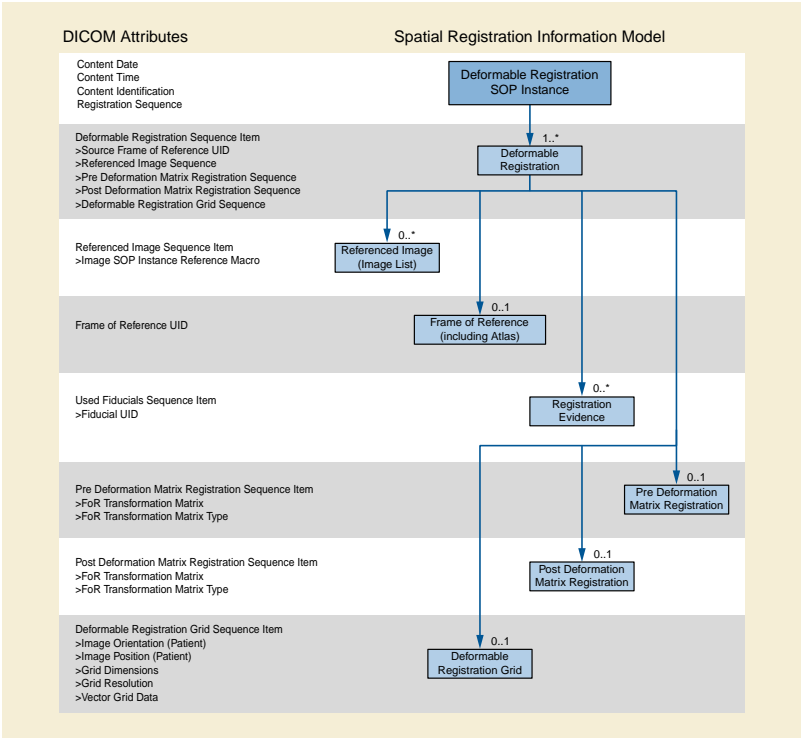 DICOM Attributes
Spatial Registration Information Model
Content Date
Content Time
Content Identification
Registration Sequence
Deformable Registration
SOP Instance
Deformable Registration Sequence Item
>Source Frame of Reference UID
>Referenced Image Sequence
>Pre Deformation Matrix Registration Sequence
>Post Deformation Matrix Registration Sequence
>Deformable Registration Grid Sequence
1..*
Deformable
Registration
Referenced Image Sequence Item
>Image SOP Instance Reference Macro
0..*
Referenced Image
(Image List)
Frame of Reference UID
0..1
Frame of Reference
(including Atlas)
Used Fiducials Sequence Item
>Fiducial UID
0..*
Registration
Evidence
Pre Deformation Matrix Registration Sequence Item
>FoR Transformation Matrix
>FoR Transformation Matrix Type
0..1
Pre Deformation
Matrix Registration
Post Deformation Matrix Registration Sequence Item
>FoR Transformation Matrix
>FoR Transformation Matrix Type
0..1
Post Deformation
Matrix Registration
Deformable Registration Grid Sequence Item
>Image Orientation (Patient)
>Image Position (Patient)
>Grid Dimensions
>Grid Resolution
>Vector Grid Data
0..1
Deformable
Registration Grid